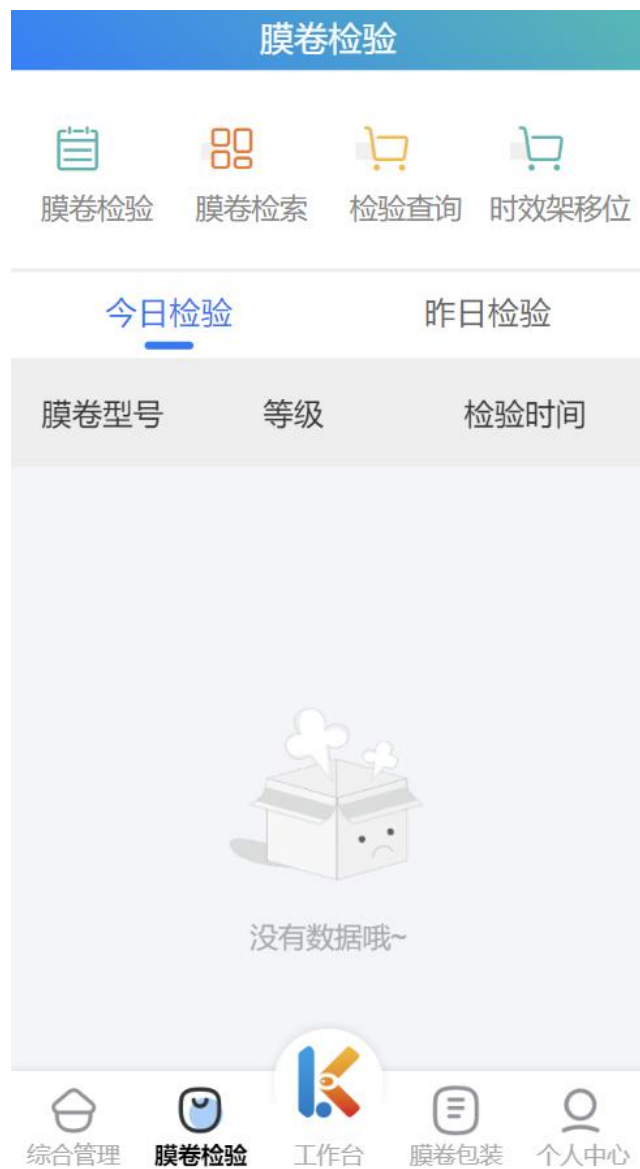 膜卷检验
膜卷检验 膜卷检索 检验查询 时效架移位
今日检验 昨日检验
膜卷型号 等级 检验时间
没有数据哦~
综合管理 膜卷检验 工作台 膜卷包装 个人中心